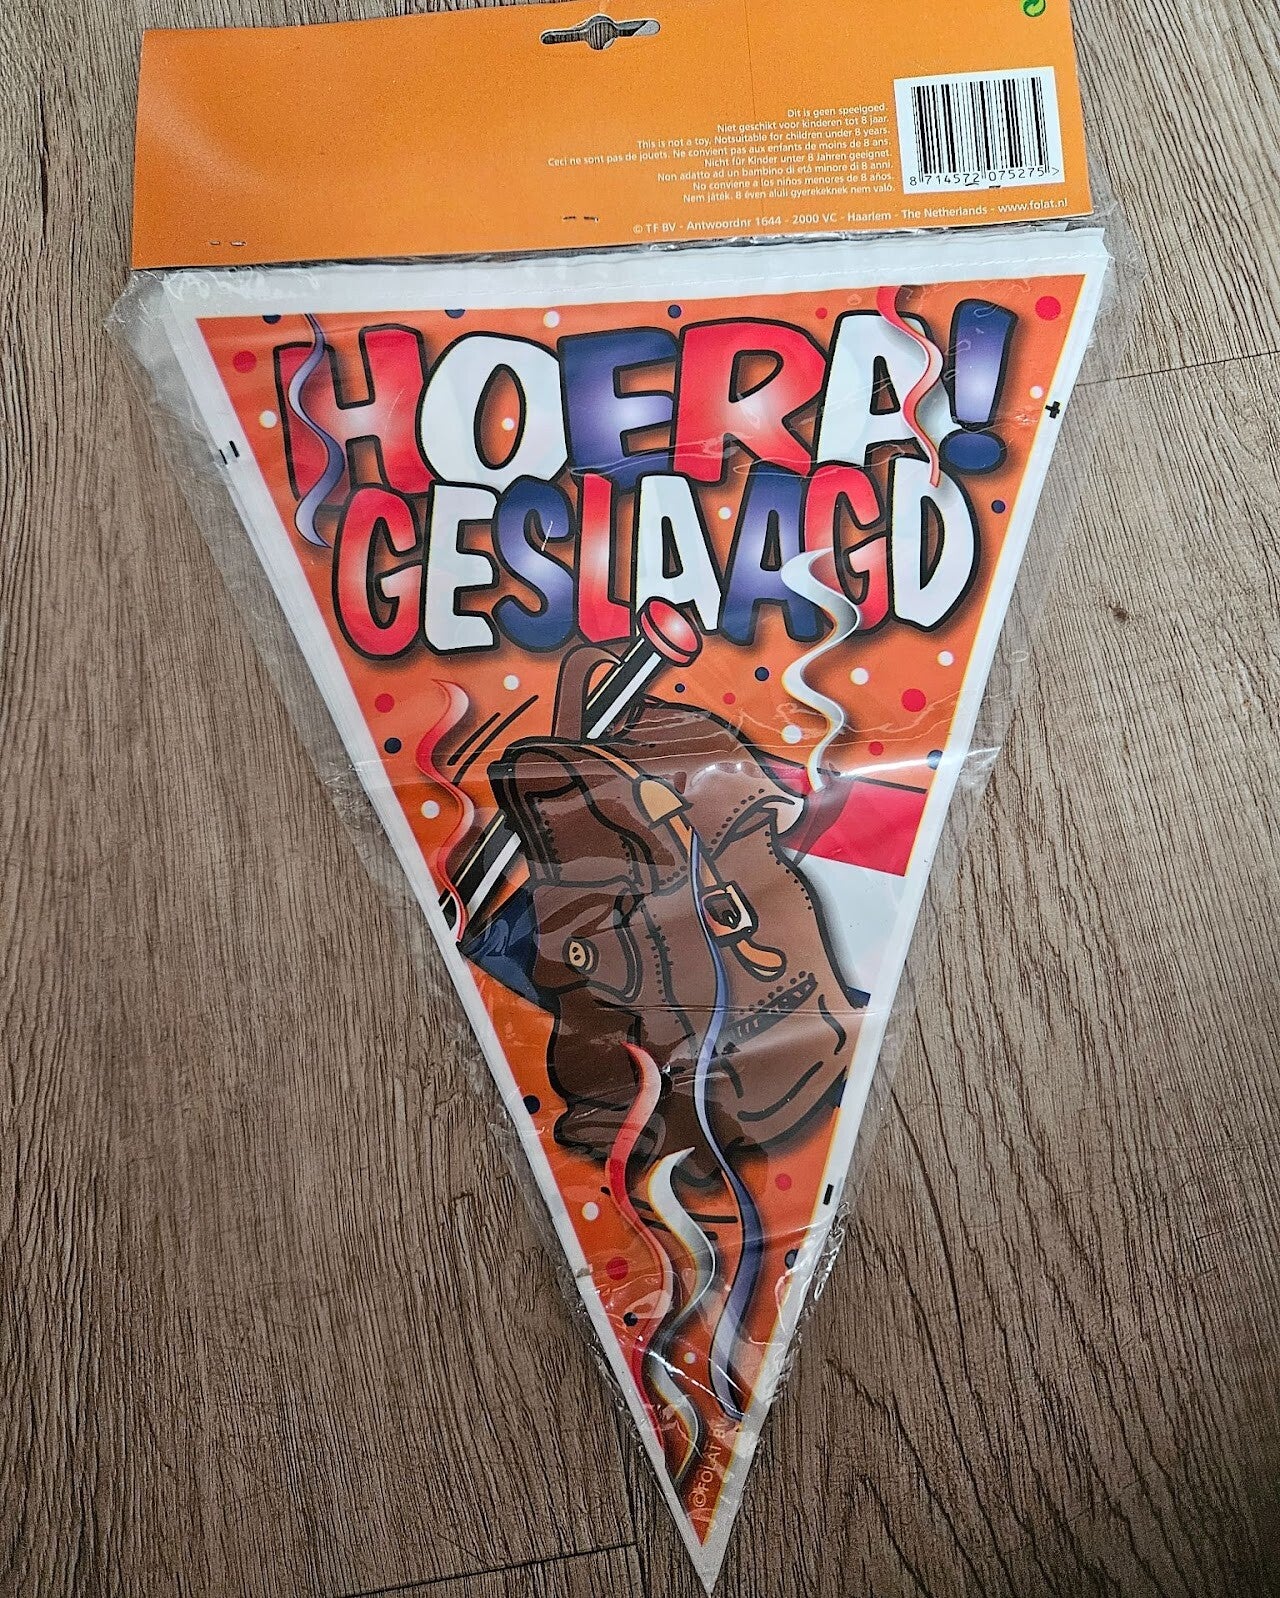 Dit is geen speelgoed.
Niet geschikt voor kinderen tot 8 jaar.
This is not a toy. Notsuitable for children under 8 years.
Ceci ne sont pas de jouets. Ne convient pas aux enfants de moins de 8 ans.
Nicht für Kinder unter 8 Jahren geeignet.
Non adatto ad un bambino di età minore di 8 anni.
No conviene a los niños menores de 8 años.
Nem játék. 8 éven aluli gyerekeknek nem való.
8 714572 075275 >
© TF BV - Antwoordnr 1644 - 2000 VC - Haarlem - The Netherlands - www.folat.nl
HOERA!
GESLAAGD
© FOLAT BV